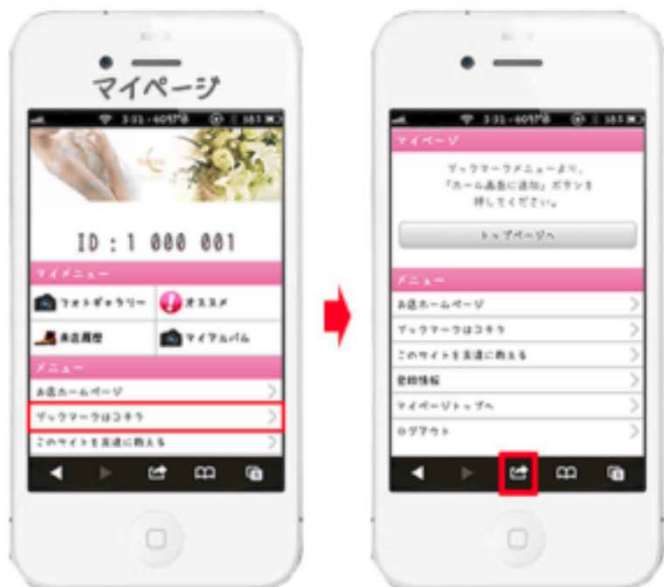 マイページ
ID:1 000 001
マイメニュー
フォトギャラリー
オススメ
来店履歴
マイアルバム
メニュー
お店ホームページ
ブックマークはコチラ
このサイトを友達に教える
マイページ
ブックマークメニューより、
「ホーム画面に追加」ボタンを
押してください。
トップページへ
メニュー
お店ホームページ
ブックマークはコチラ
このサイトを友達に教える
登録情報
マイページトップへ
ログアウト